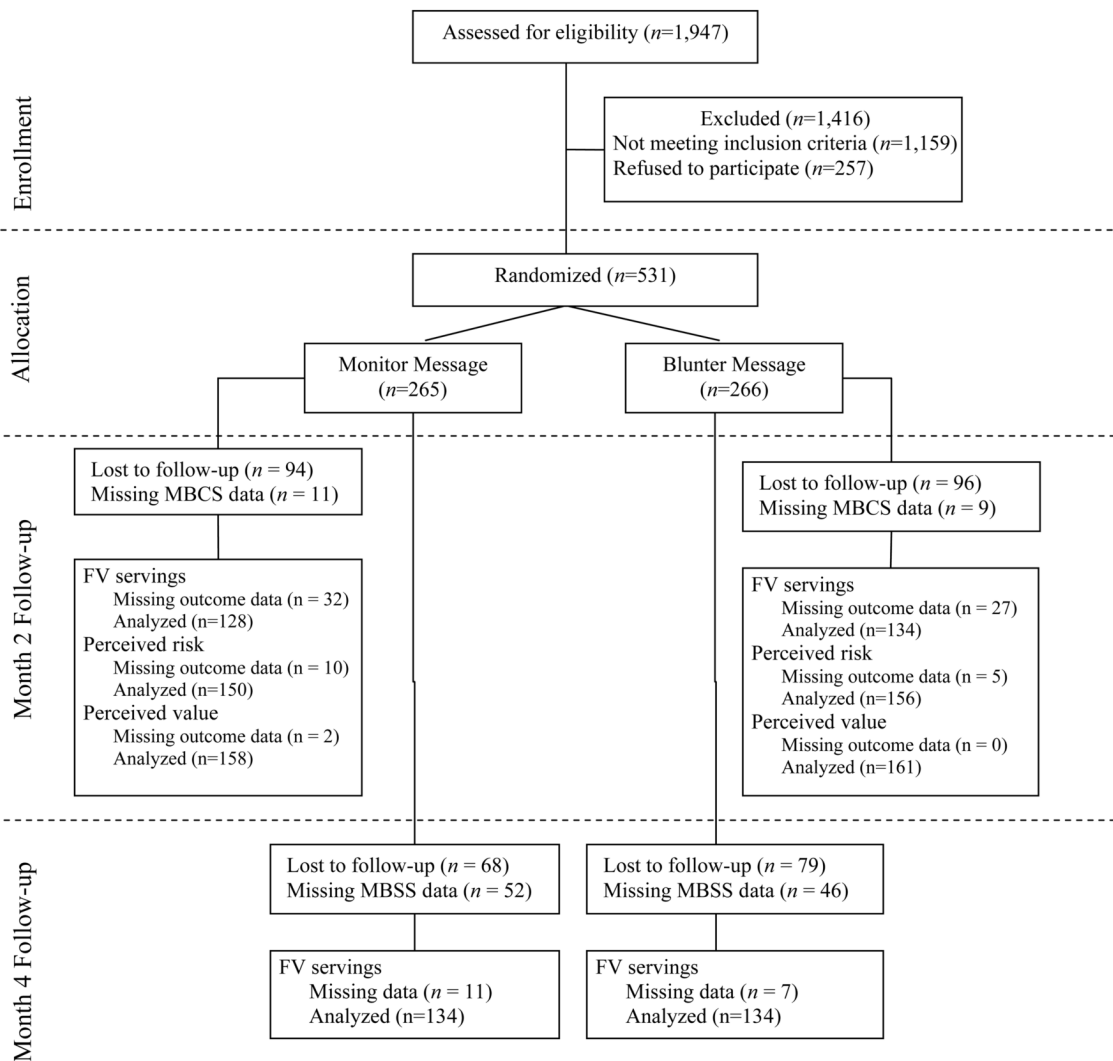 Assessed for eligibility (n=1,947)
Enrollment
Excluded (n=1,416)
Not meeting inclusion criteria (n=1,159)
Refused to participate (n=257)
Allocation
Randomized (n=531)
Monitor Message
(n=265)
Blunter Message
(n=266)
Month 2 Follow-up
Lost to follow-up (n = 94)
Missing MBCS data (n = 11)
FV servings
Missing outcome data (n = 32)
Analyzed (n=128)
Perceived risk
Missing outcome data (n = 10)
Analyzed (n=150)
Perceived value
Missing outcome data (n = 2)
Analyzed (n=158)
Lost to follow-up (n = 96)
Missing MBCS data (n = 9)
FV servings
Missing outcome data (n = 27)
Analyzed (n=134)
Perceived risk
Missing outcome data (n = 5)
Analyzed (n=156)
Perceived value
Missing outcome data (n = 0)
Analyzed (n=161)
Month 4 Follow-up
Lost to follow-up (n = 68)
Missing MBSS data (n = 52)
FV servings
Missing data (n = 11)
Analyzed (n=134)
Lost to follow-up (n = 79)
Missing MBSS data (n = 46)
FV servings
Missing data (n = 7)
Analyzed (n=134)